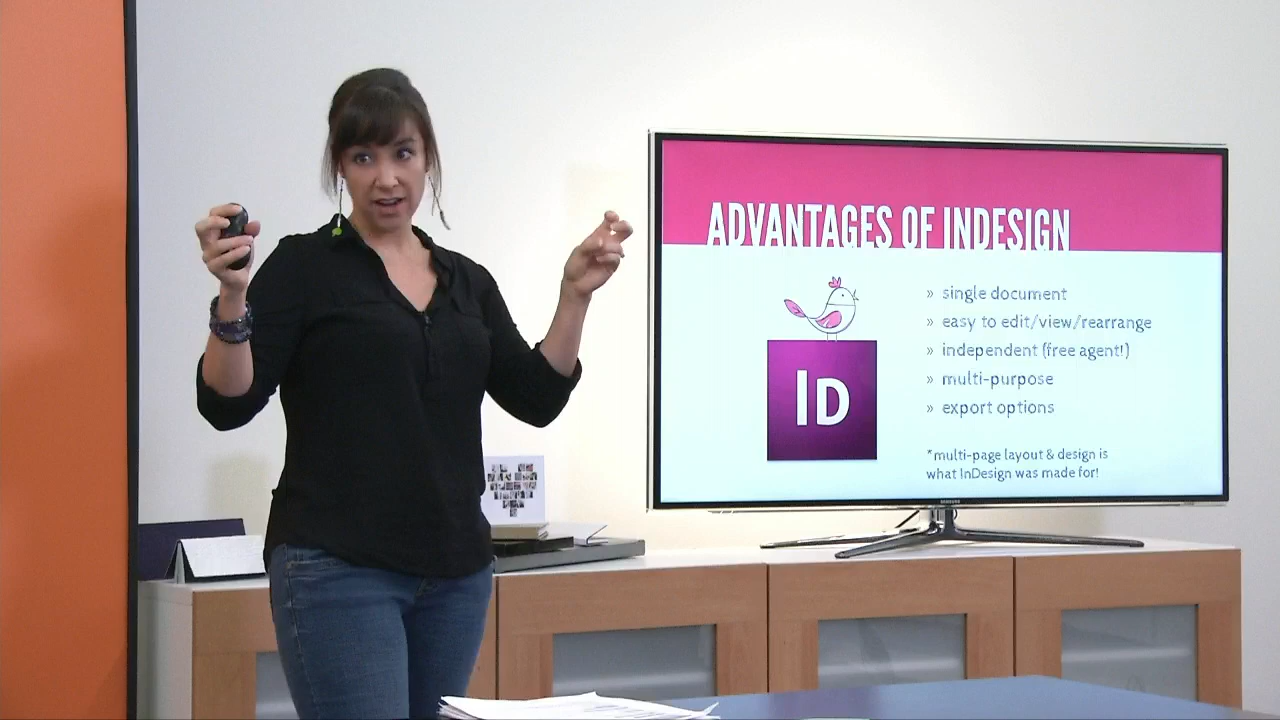 ADVANTAGES OF INDESIGN
» single document
» easy to edit/view/rearrange
» independent (free agent!)
» multi-purpose
» export options
ID
*multi-page layout & design is
what InDesign was made for!
SAMSUNG